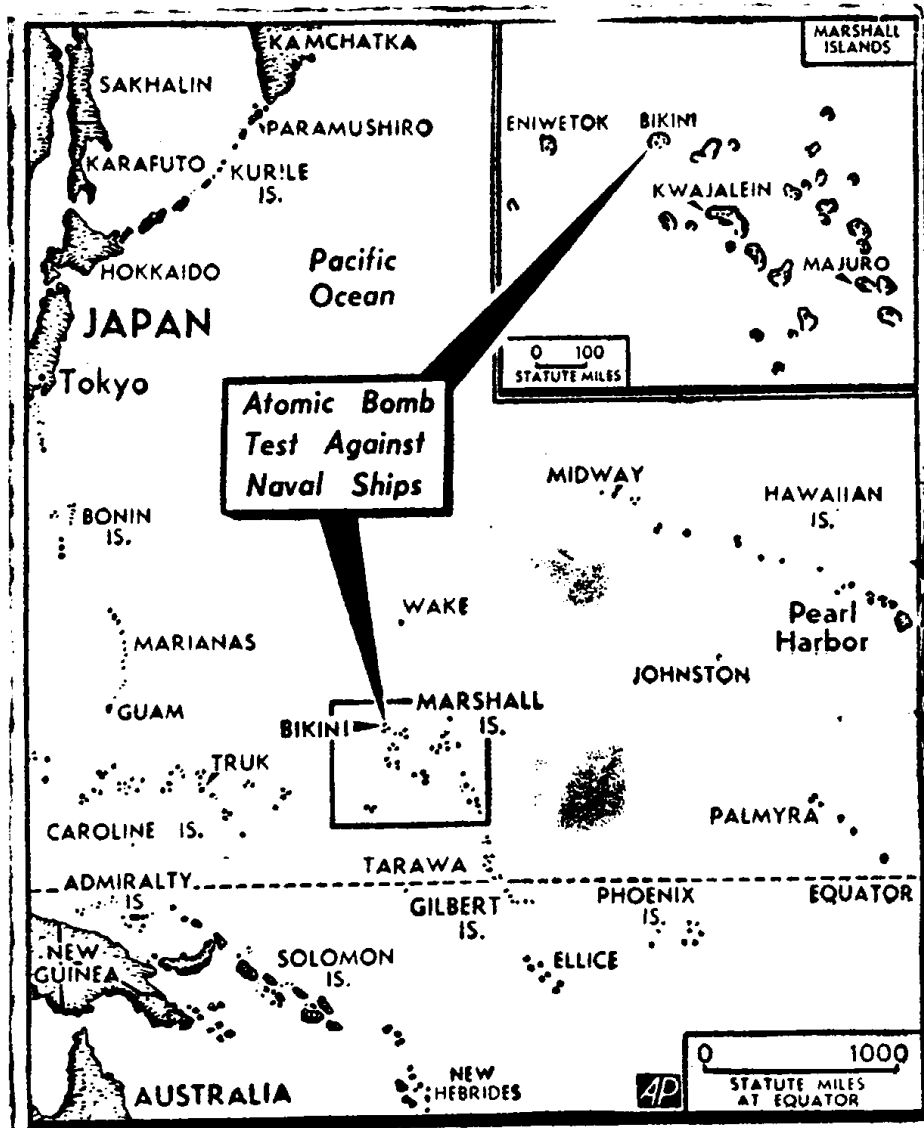 KAMCHATKA
SAKHALIN
PARAMUSHIRO
KARAFUTO
KURILE
IS.
HOKKAIDO
Pacific
Ocean
JAPAN
Tokyo
MARSHALL
ISLANDS
ENIWETOK
BIKINI
KWAJALEIN
MAJURO
0 100
STATUTE MILES
Atomic Bomb
Test Against
Naval Ships
MIDWAY
HAWAIIAN
IS.
BONIN
IS.
WAKE
Pearl
Harbor
MARIANAS
JOHNSTON
GUAM
MARSHALL
IS.
BIKINI
TRUK
CAROLINE IS.
PALMYRA
TARAWA
ADMIRALTY
IS
GILBERT
IS.
PHOENIX
IS.
EQUATOR
NEW
GUINEA
SOLOMON
IS.
ELLICE
AUSTRALIA
NEW
HEBRIDES
AP
0 1000
STATUTE MILES
AT EQUATOR